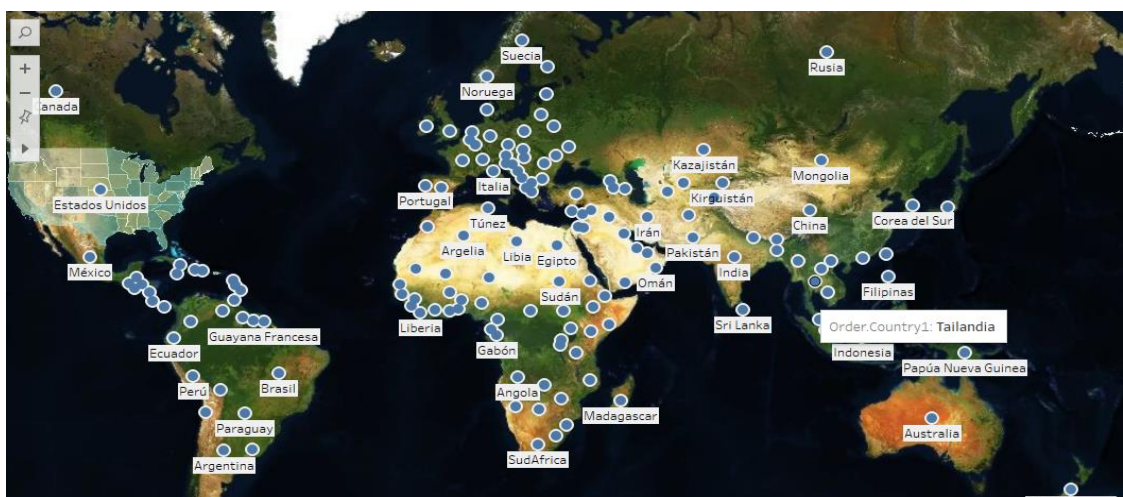 Suecia
Rusia
Noruega
Canada
Kazajistán
Mongolia
Italia
Kirguistán
Estados Unidos
Portugal
Túnez
China
Corea del Sur
Irán
Argelia
Libia
Egipto
Pakistán
México
India
Omán
Sudán
Filipinas
Liberia
Sri Lanka
Guayana Francesa
Order.Country1: Tailandia
Ecuador
Gabón
Indonesia
Papúa Nueva Guinea
Perú
Brasil
Angola
Madagascar
Paraguay
Australia
Argentina
SudAfrica